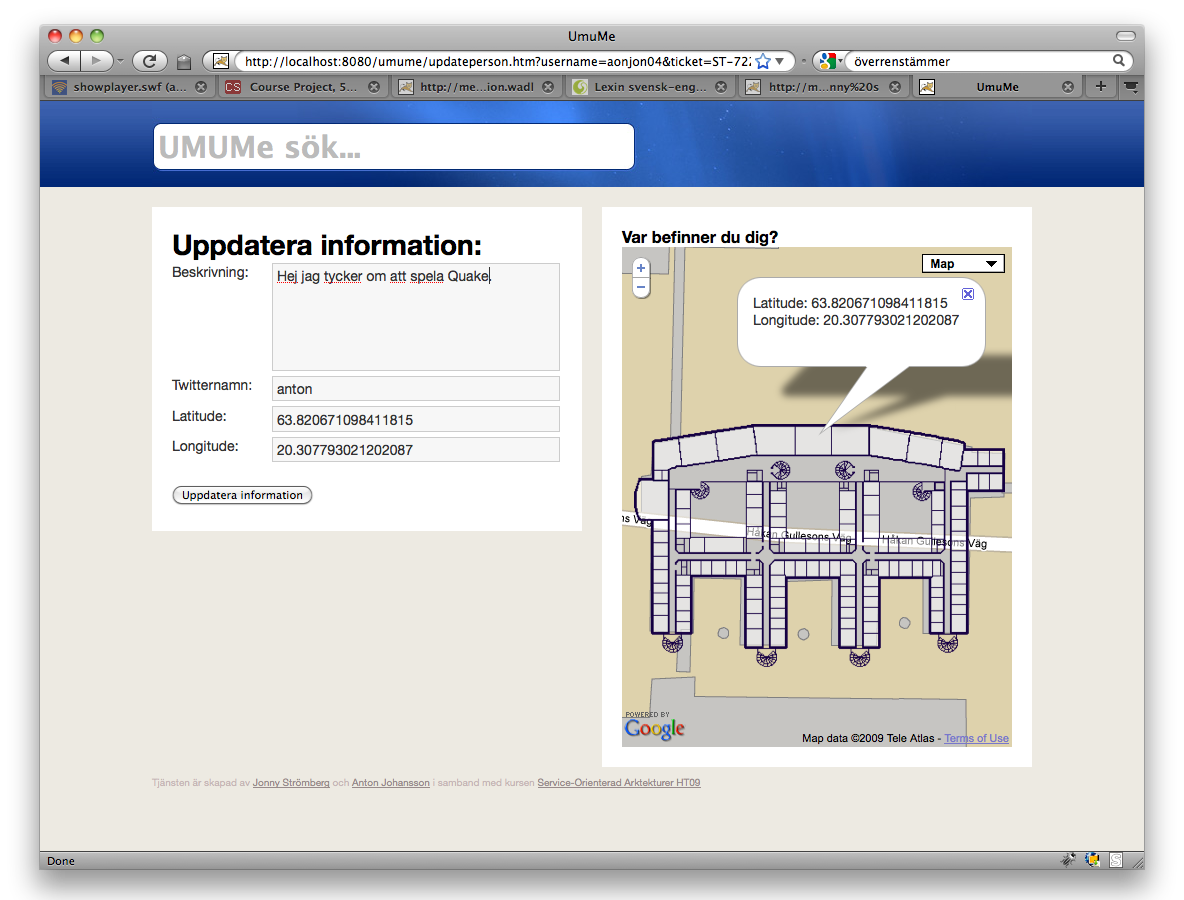 UmuMe
http://localhost:8080/umume/updateperson.htm?username=aonjon04&ticket=ST-722
överrenstämmer
showplayer.swf (a...
CS Course Project, 5...
http://me...ion.wadl
Lexin svensk-eng...
http://m...nny%20s
UmuMe
UMUMe sök...
Uppdatera information:
Beskrivning:
Hej jag tycker om att spela Quake
Twitternamn:
anton
Latitude:
63.820671098411815
Longitude:
20.307793021202087
Uppdatera information
Var befinner du dig?
+
Map
−
Latitude: 63.820671098411815
Longitude: 20.307793021202087
ns Väg
Håkan Gullesons Väg
Håkan Gullesons Väg
POWERED BY
Google
Map data ©2009 Tele Atlas - Terms of Use
Tjänsten är skapad av Jonny Strömberg och Anton Johansson i samband med kursen Service-Orienterad Arktekturer HT09
Done
S